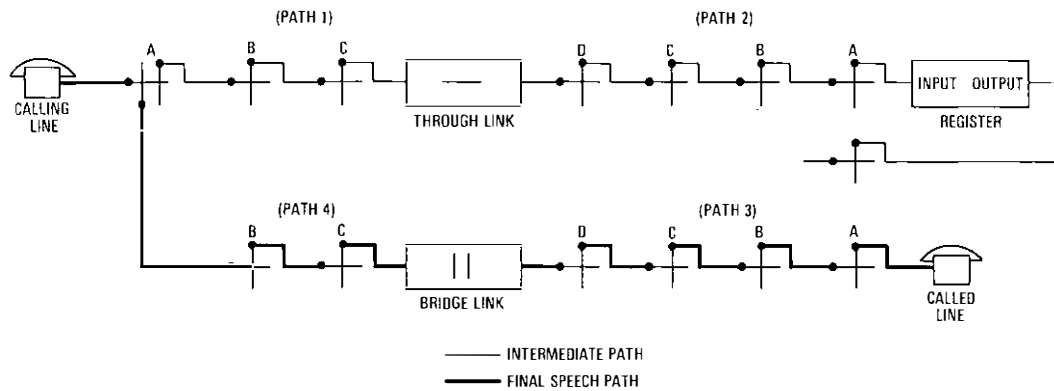 (PATH 1)
(PATH 2)
A
B
C
D
C
B
A
CALLING
LINE
THROUGH LINK
INPUT OUTPUT
REGISTER
(PATH 4)
(PATH 3)
B
C
D
C
B
A
BRIDGE LINK
CALLED
LINE
INTERMEDIATE PATH
FINAL SPEECH PATH